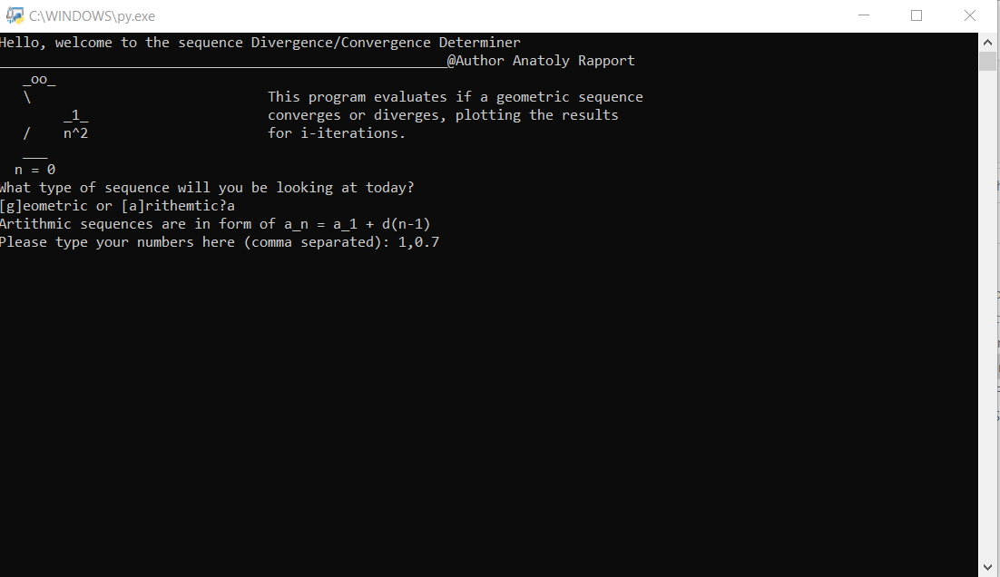 C:\WINDOWS\py.exe
Hello, welcome to the sequence Divergence/Convergence Determiner
_______________________________________________________@Author Anatoly Rapport
_oo_
\ This program evaluates if a geometric sequence
_1_ converges or diverges, plotting the results
/ n^2 for i-iterations.
___
n = 0
What type of sequence will you be looking at today?
[g]eometric or [a]rithemtic?a
Artithmic sequences are in form of a_n = a_1 + d(n-1)
Please type your numbers here (comma separated): 1,0.7